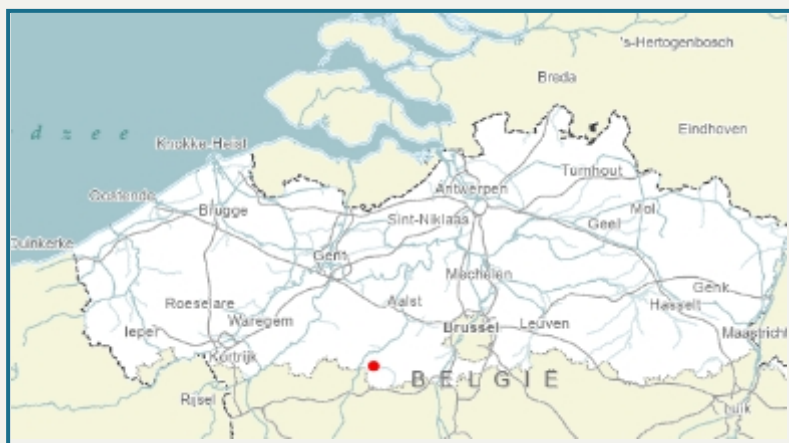 's-Hertogenbosch
Breda
dzee
Eindhoven
Knokke-Heist
Turnhout
Antwerpen
Oostende
Brugge
Mol
Sint-Niklaas
Geel
Duinkerke
Gent
Mechelen
Genk
Roeselare
Aalst
Hasselt
Waregem
Brussel
Leuven
Ieper
Maastricht
Kortrijk
BELGIË
Rijsel
Luik